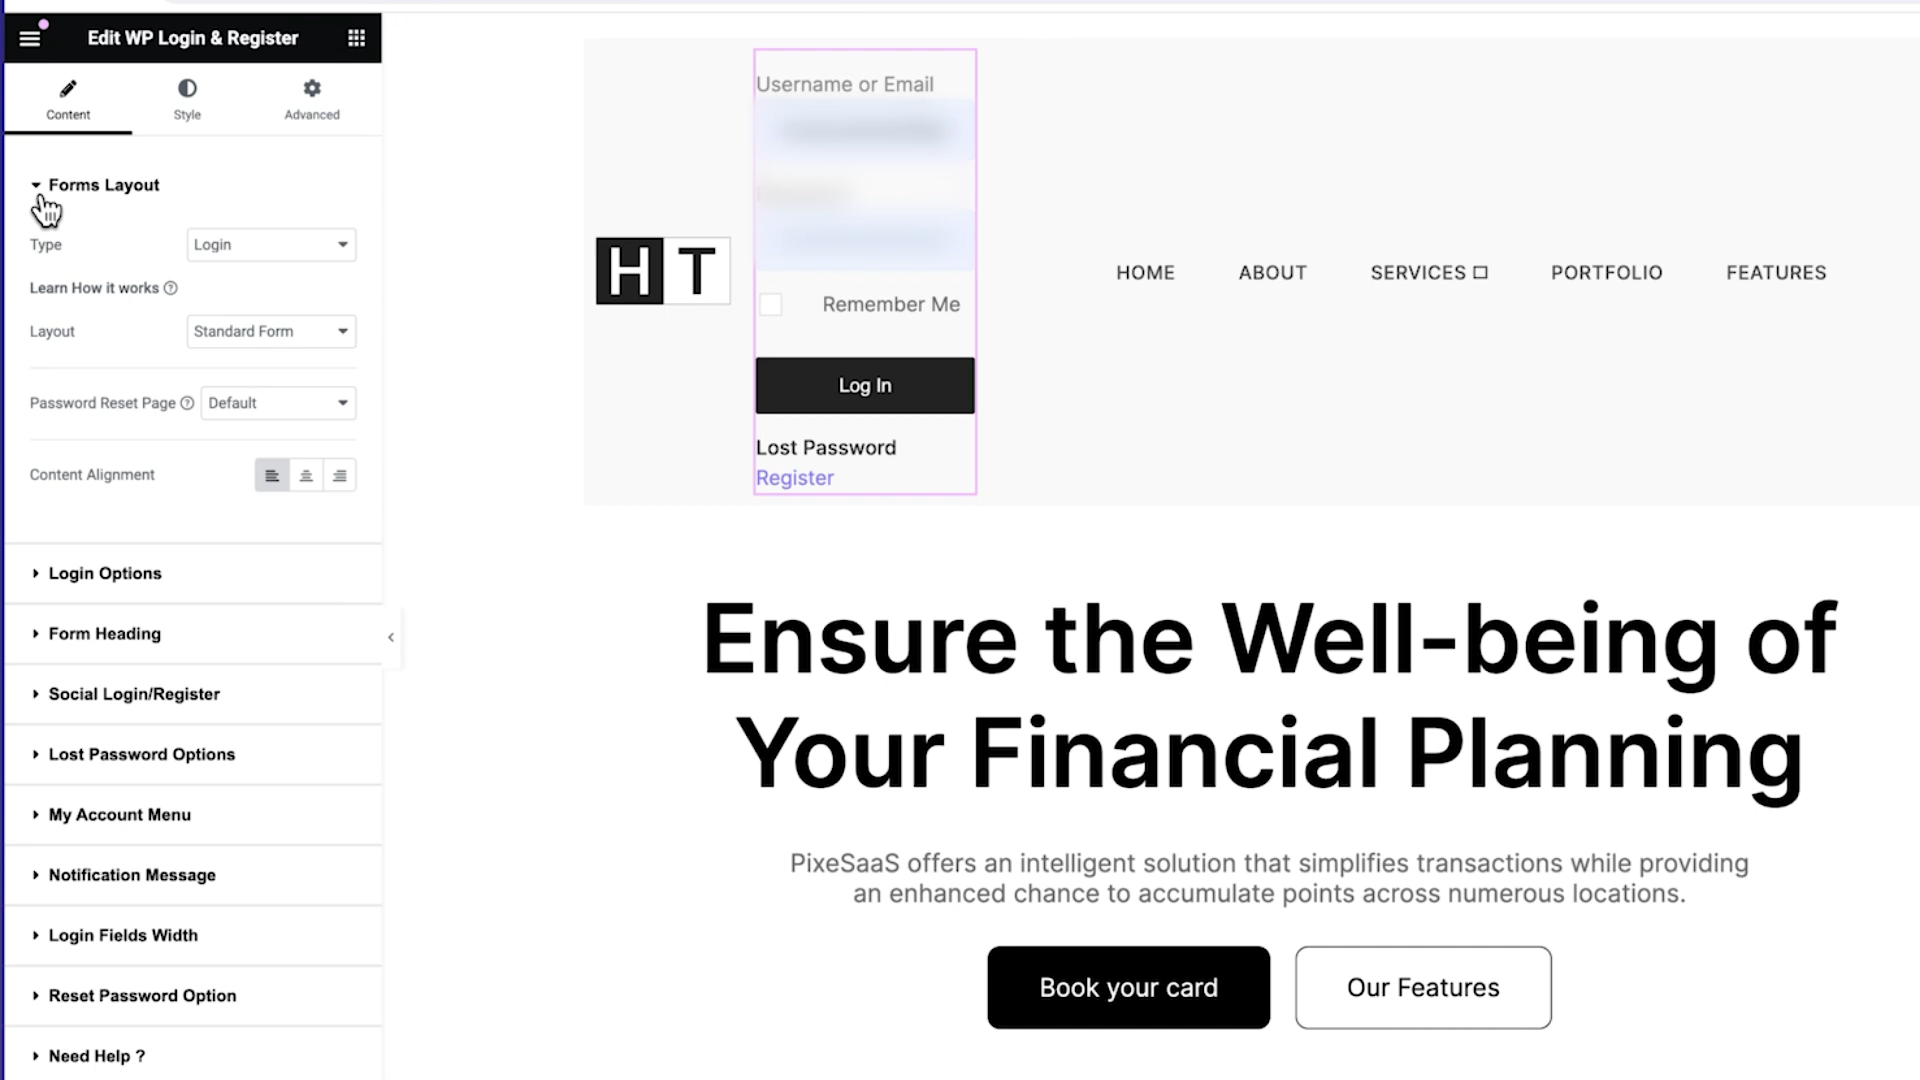 Edit WP Login & Register
Content
Style
Advanced
Forms Layout
Type
Login
Learn How it works
Layout
Standard Form
Password Reset Page
Default
Content Alignment
Login Options
Form Heading
Social Login/Register
Lost Password Options
My Account Menu
Notification Message
Login Fields Width
Reset Password Option
Need Help ?
Username or Email
Remember Me
Log In
Lost Password
Register
HT
HOME
ABOUT
SERVICES
PORTFOLIO
FEATURES
Ensure the Well-being of
Your Financial Planning
PixeSaaS offers an intelligent solution that simplifies transactions while providing
an enhanced chance to accumulate points across numerous locations.
Book your card
Our Features